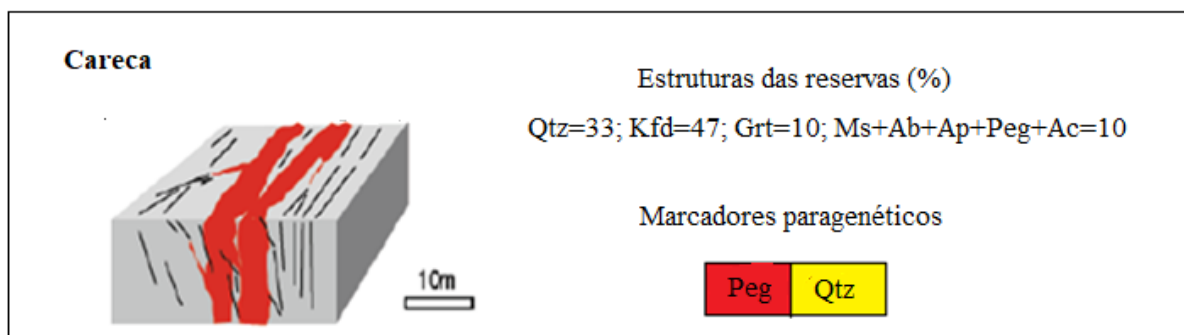 Careca
Estruturas das reservas (%)
Qtz=33; Kfd=47; Grt=10; Ms+Ab+Ap+Peg+Ac=10
Marcadores paragenéticos
10m
Peg Qtz